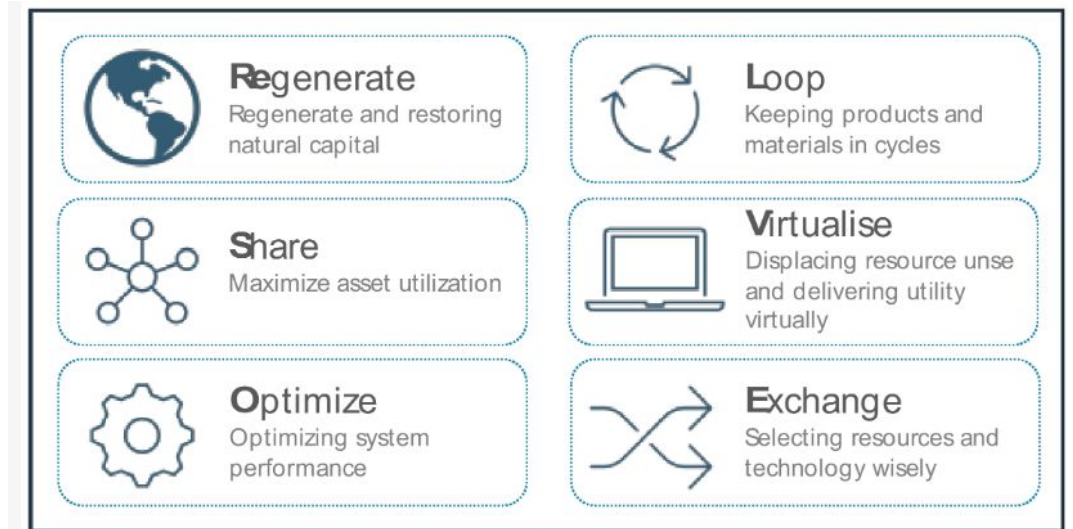 Regenerate
Regenerate and restoring
natural capital
Loop
Keeping products and
materials in cycles
Share
Maximize asset utilization
Virtualise
Displacing resource unse
and delivering utility
virtually
Optimize
Optimizing system
performance
Exchange
Selecting resources and
technology wisely